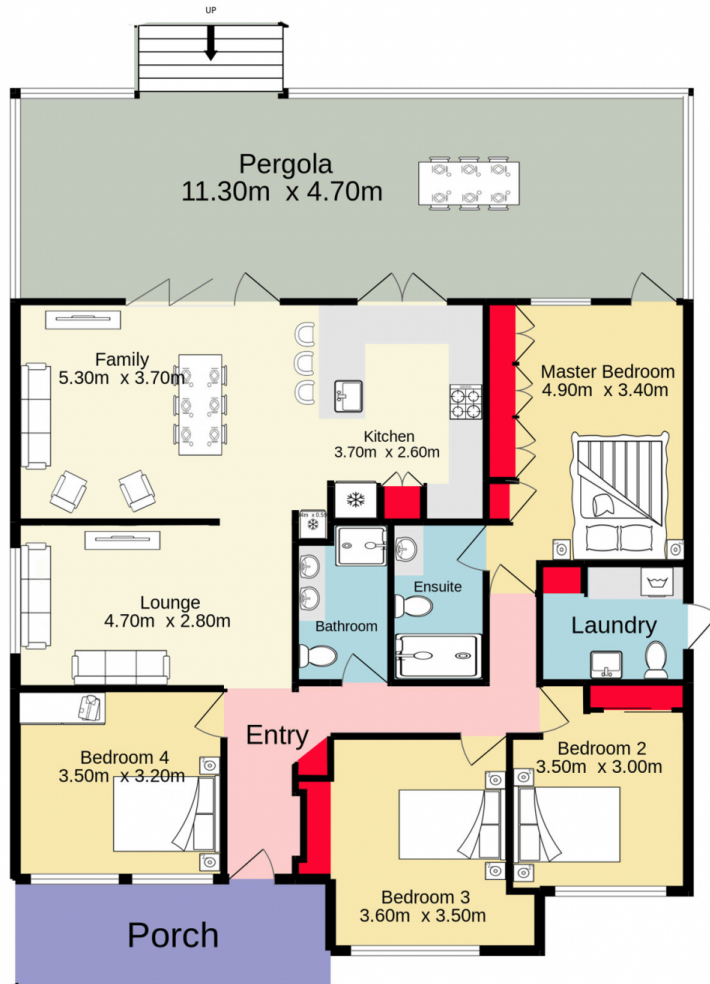 UP
Pergola
11.30m x 4.70m
Family
5.30m x 3.70m
Master Bedroom
4.90m x 3.40m
Kitchen
3.70m x 2.60m
Ensuite
Lounge
4.70m x 2.80m
Bathroom
Laundry
Entry
Bedroom 4
3.50m x 3.20m
Bedroom 2
3.50m x 3.00m
Bedroom 3
3.60m x 3.50m
Porch